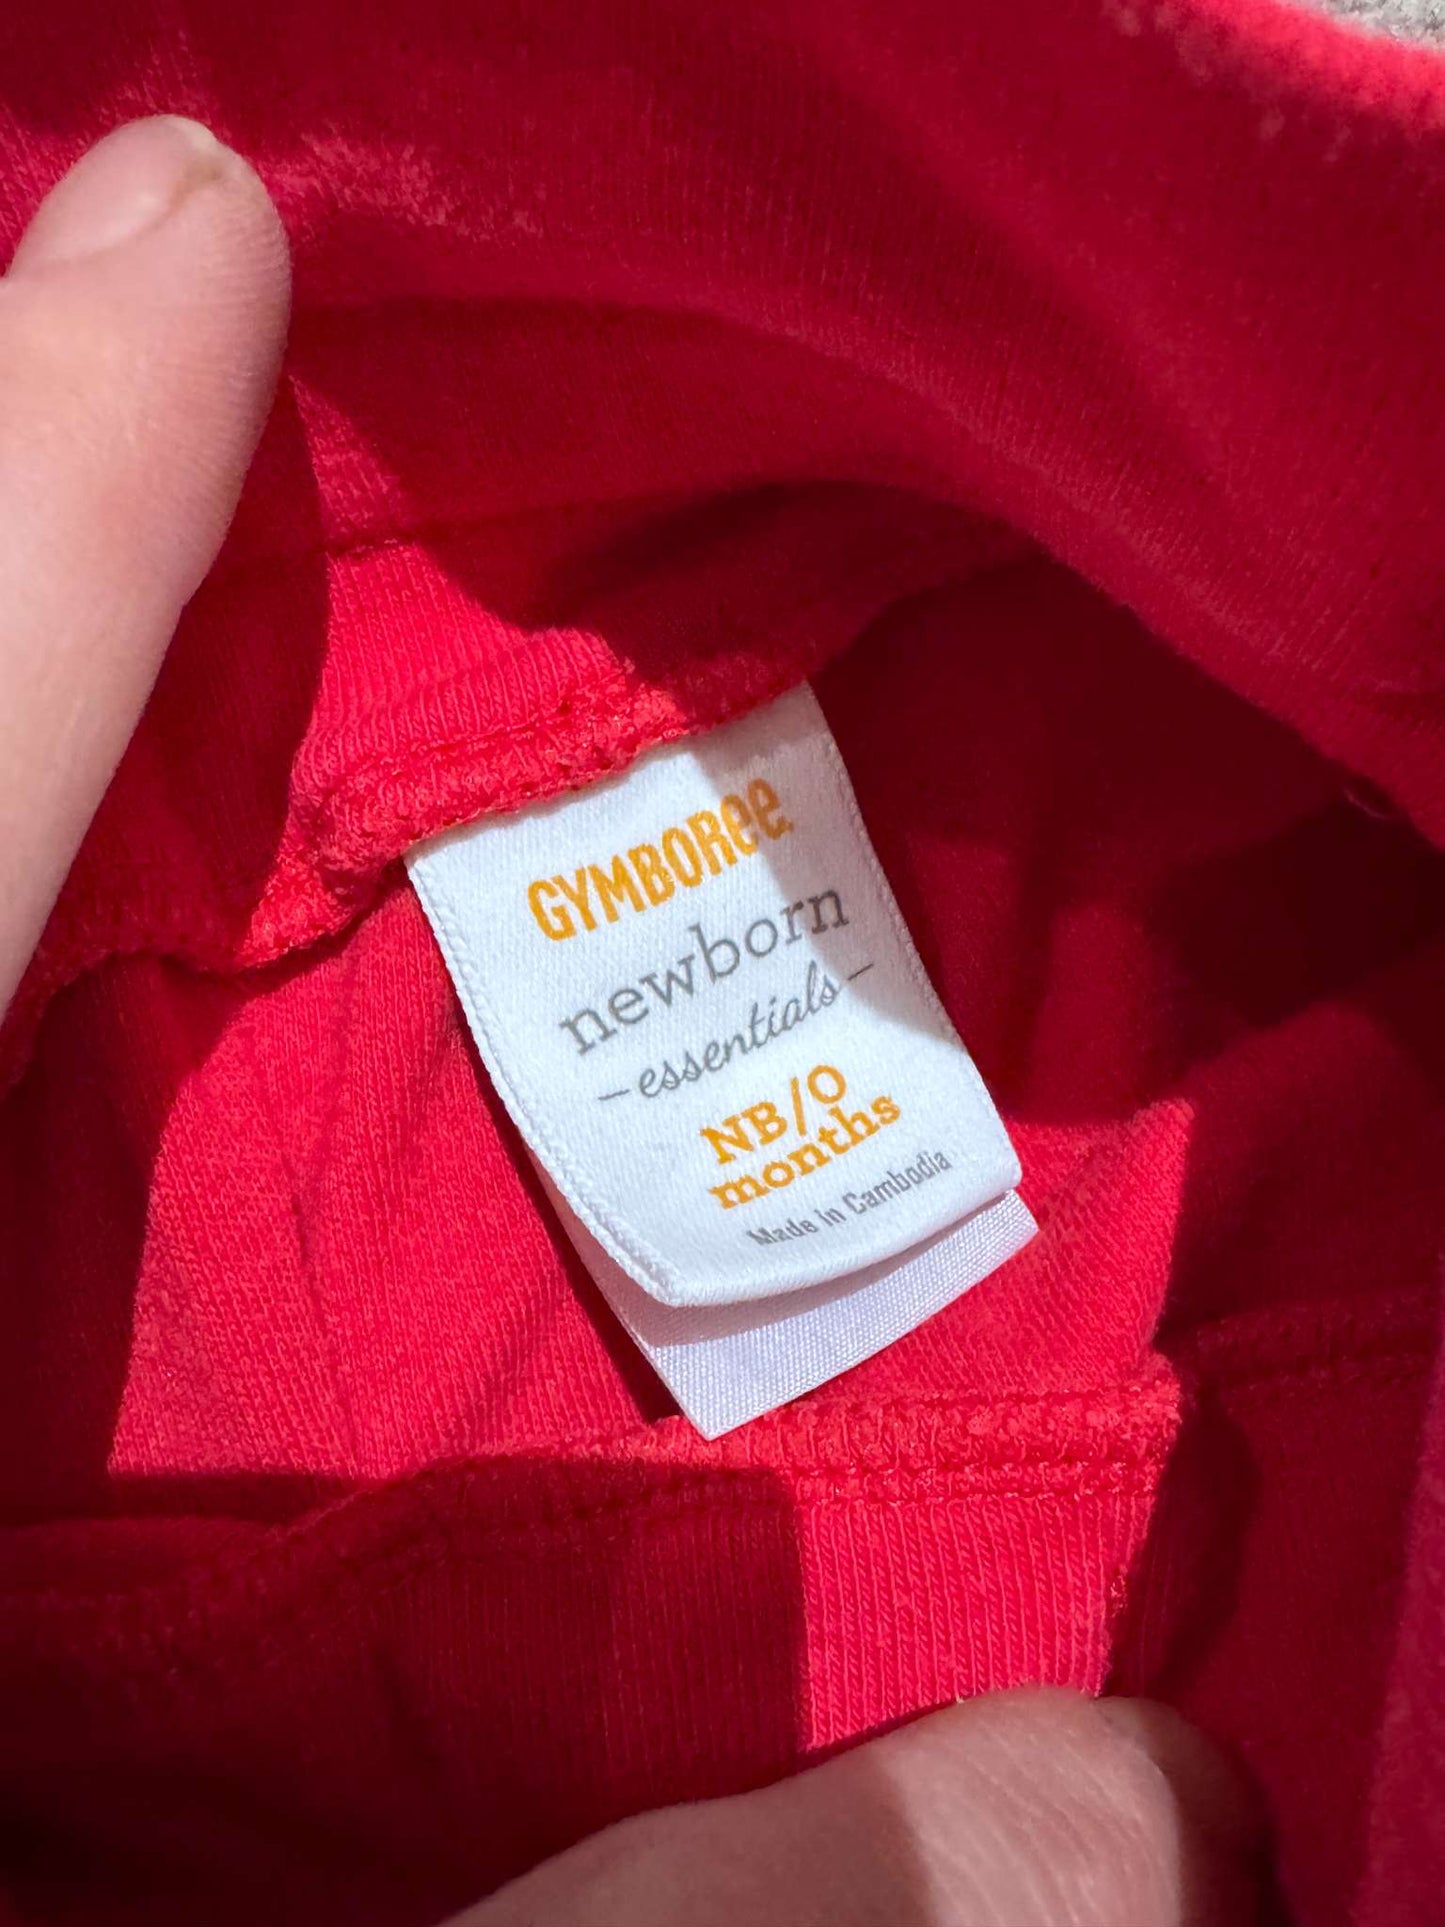 GYMBOREE
newborn
-essentials-
NB/0
months
Made in Cambodia